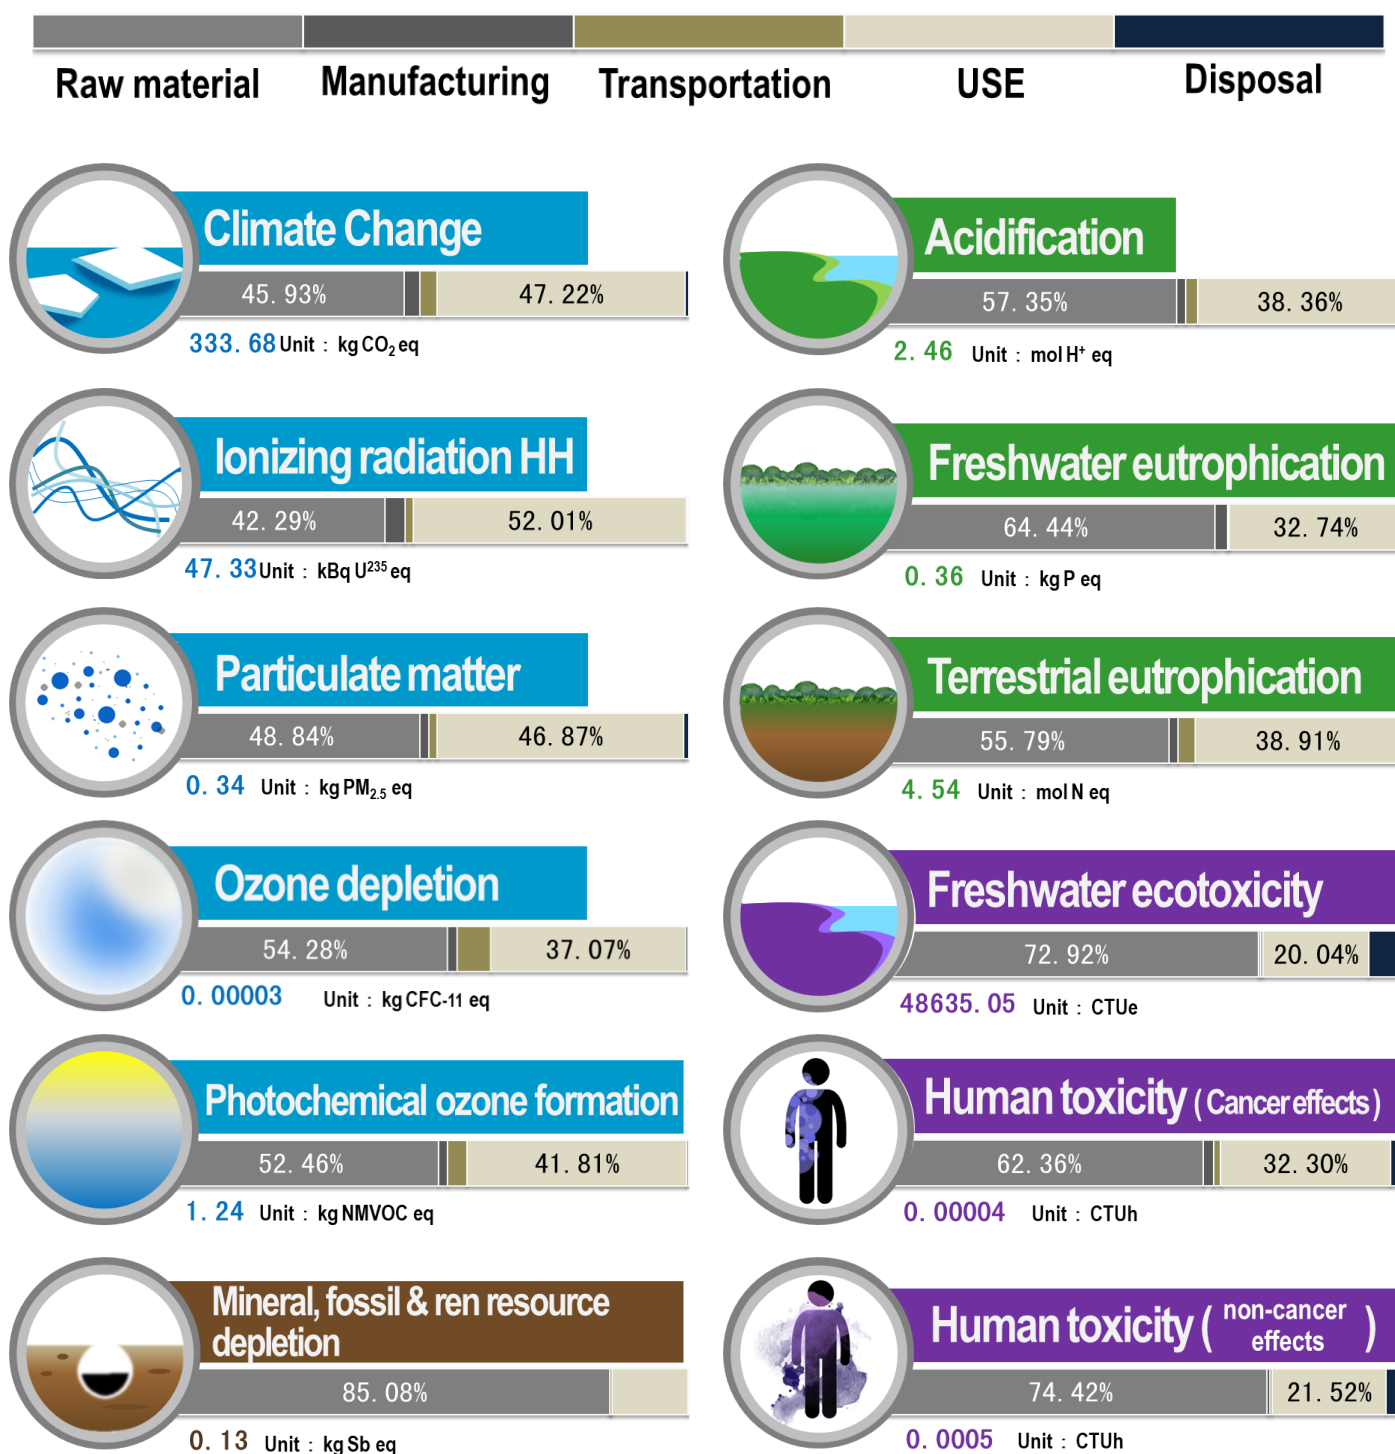 Raw material
Manufacturing
Transportation
USE
Disposal
Climate Change
45.93%
47.22%
333.68 Unit : kg CO₂ eq
Ionizing radiation HH
42.29%
52.01%
47.33 Unit : kBq U²³⁵ eq
Particulate matter
48.84%
46.87%
0.34 Unit : kg PM₂.₅ eq
Ozone depletion
54.28%
37.07%
0.00003 Unit : kg CFC-11 eq
Photochemical ozone formation
52.46%
41.81%
1.24 Unit : kg NMVOC eq
Mineral, fossil & ren resource
depletion
85.08%
0.13 Unit : kg Sb eq
Acidification
57.35%
38.36%
2.46 Unit : mol H⁺ eq
Freshwater eutrophication
64.44%
32.74%
0.36 Unit : kg P eq
Terrestrial eutrophication
55.79%
38.91%
4.54 Unit : mol N eq
Freshwater ecotoxicity
72.92%
20.04%
48635.05 Unit : CTUe
Human toxicity ( Cancer effects )
62.36%
32.30%
0.00004 Unit : CTUh
Human toxicity ( non-cancer
effects )
74.42%
21.52%
0.0005 Unit : CTUh